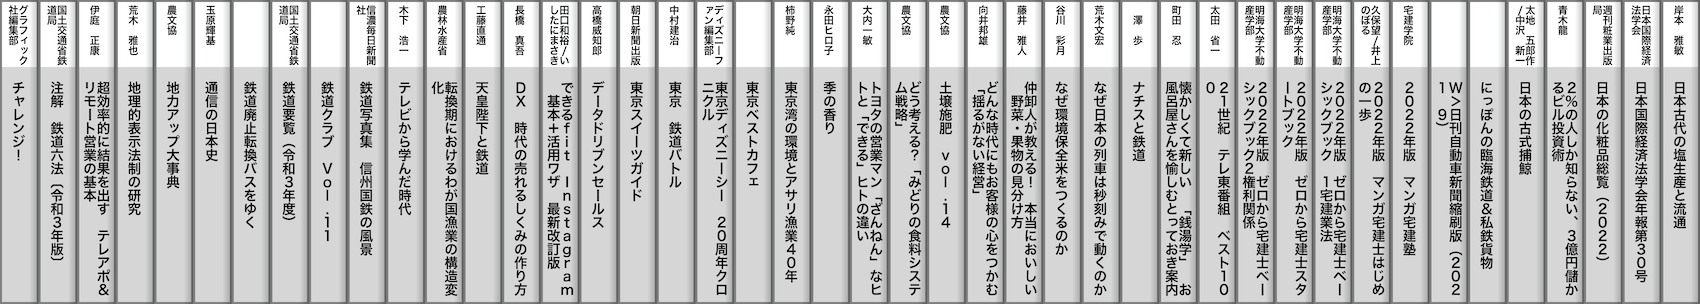 岸本　雅敏
日本古代の塩生産と流通
日本国際経済
法学会
日本国際経済法学会年報第３０号
週刊粧業出版
局
日本の化粧品総覧（２０２２）
青木龍
２％の人しか知らない、３億円儲か
るビル投資術
太地　五郎作
/中沢　新一
日本の古式捕鯨
にっぽんの臨海鉄道＆私鉄貨物
Ｗ＞日刊自動車新聞縮刷版（２０２
１／９）
宅建学院
２０２２年版　マンガ宅建塾
久保望/井上
のぼる
２０２２年版　マンガ宅建士はじめ
の一歩
明海大学不動
産学部
２０２２年版　ゼロから宅建士ベー
シックブック　１宅建業法
明海大学不動
産学部
２０２２年版　ゼロから宅建士スタ
ートブック
明海大学不動
産学部
２０２２年版　ゼロから宅建士ベー
シックブック２権利関係
太田　省一
２１世紀　テレ東番組　ベスト１０
０
町田　忍
懐かしくて新しい　「銭湯学」　お
風呂屋さんを愉しむとっておき案内
澤　歩
ナチスと鉄道
荒木文宏
なぜ日本の列車は秒刻みで動くのか
谷川　彩月
なぜ環境保全米をつくるのか
藤井　雅人
仲卸人が教える！　本当においしい
　野菜・果物の見分け方
向井邦雄
どんな時代にもお客様の心をつかむ
「揺るがない経営」
農文協
土壌施肥　ｖｏｌ．１４
農文協
どう考える？「みどりの食料システ
ム戦略」
大内一敏
トヨタの営業マン「ざんねん」なヒ
トと「できる」ヒトの違い
永田ヒロ子
季の香り
柿野純
東京湾の環境とアサリ漁業４０年
東京ベストカフェ
ディズニーフ
ァン編集部
東京ディズニーシー　２０周年クロ
ニクル
中村建治
東京　鉄道バトル
朝日新聞出版
東京スイーツガイド
高橋威知郎
データドリブンセールス
田口和裕/い
したにまさき
できるｆｉｔ　Ｉｎｓｔａｇｒａｍ
　基本＋活用ワザ　最新改訂版
長橋　真吾
ＤＸ　時代の売れるしくみの作り方
工藤直通
天皇陛下と鉄道
農林水産省
転換期におけるわが国漁業の構造変
化
木下　浩一
テレビから学んだ時代
信濃毎日新聞
社
鉄道写真集　信州国鉄の風景
鉄道クラブ　Ｖｏｌ．１１
国土交通省鉄
道局
鉄道要覧（令和３年度）
鉄道廃止転換バスをゆく
玉原輝基
通信の日本史
農文協
地力アップ大事典
荒木　雅也
地理的表示法制の研究
伊庭　正康
超効率的に結果を出す　テレアポ＆
リモート営業の基本
国土交通省鉄
道局
注解　鉄道六法（令和３年版）
グラフィック
社編集部
チャレンジ！